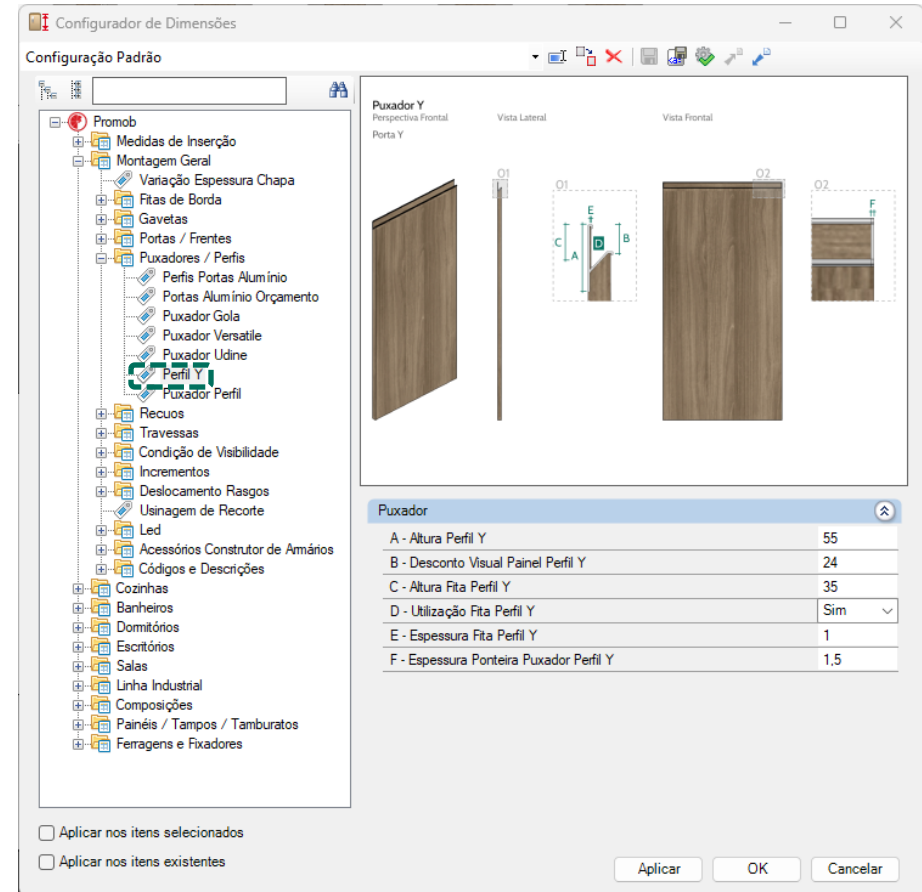 Configurador de Dimensões
Configuração Padrão
Promob
Medidas de Inserção
Montagem Geral
Variação Espessura Chapa
Fitas de Borda
Gavetas
Portas / Frentes
Puxadores / Perfis
Perfis Portas Alumínio
Portas Alumínio Orçamento
Puxador Gola
Puxador Versatile
Puxador Udine
Perfil Y
Puxador Perfil
Recuos
Travessas
Condição de Visibilidade
Incrementos
Deslocamento Rasgos
Usinagem de Recorte
Led
Acessórios Construtor de Armários
Códigos e Descrições
Cozinhas
Banheiros
Dormitórios
Escritórios
Salas
Linha Industrial
Composições
Painéis / Tampos / Tamburatos
Ferragens e Fixadores
Aplicar nos itens selecionados
Aplicar nos itens existentes
Puxador Y
Perspectiva Frontal Vista Lateral Vista Frontal
Porta Y
01 01 02 02
E
C A D B
F
Puxador
A - Altura Perfil Y 55
B - Desconto Visual Painel Perfil Y 24
C - Altura Fita Perfil Y 35
D - Utilização Fita Perfil Y Sim
E - Espessura Fita Perfil Y 1
F - Espessura Ponteira Puxador Perfil Y 1,5
Aplicar OK Cancelar